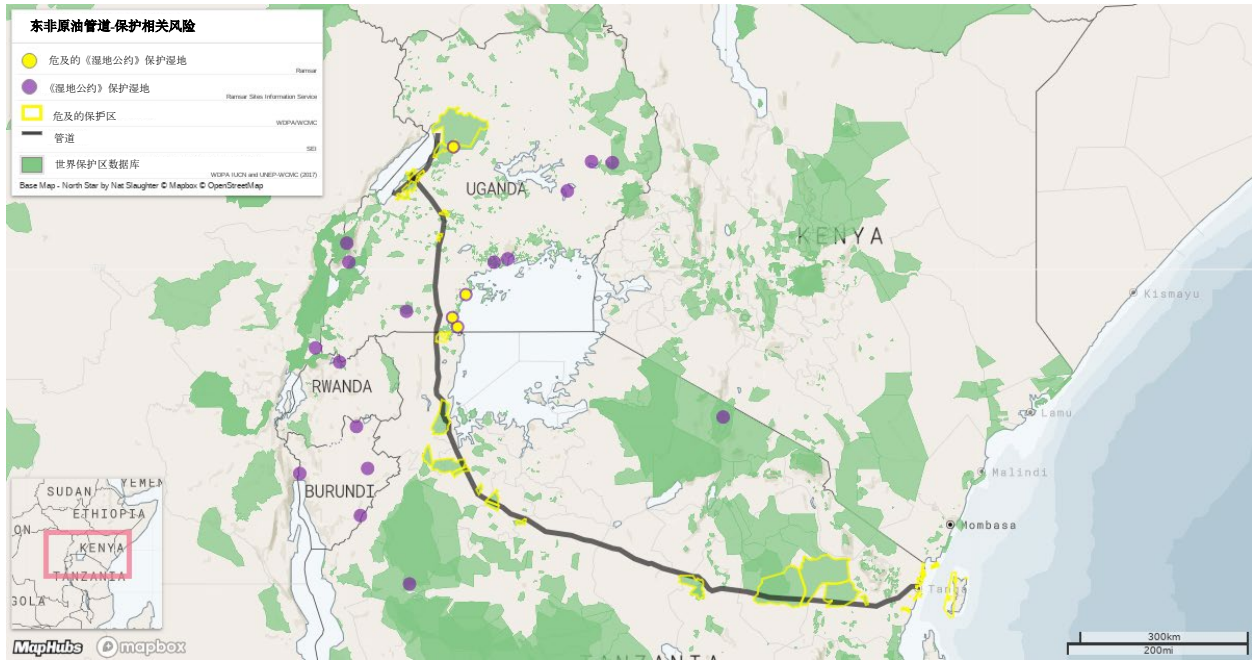 东非原油管道-保护相关风险
危及的《湿地公约》保护湿地
Ramsar
《湿地公约》保护湿地
Ramsar Sites Information Service
危及的保护区
WDPA/WCMC
管道
SEI
世界保护区数据库
WDPA IUCN and UNEP-WCMC (2017)
Base Map - North Star by Nat Slaughter © Mapbox © OpenStreetMap
UGANDA
KENYA
Kismayu
RWANDA
Lamu
Malindi
BURUNDI
Mombasa
Tanga
TANZANIA
SUDAN
YEMEN
ETHIOPIA
ON
KENYA
TANZANIA
GOLA
MapHubs
mapbox
300km
200mi